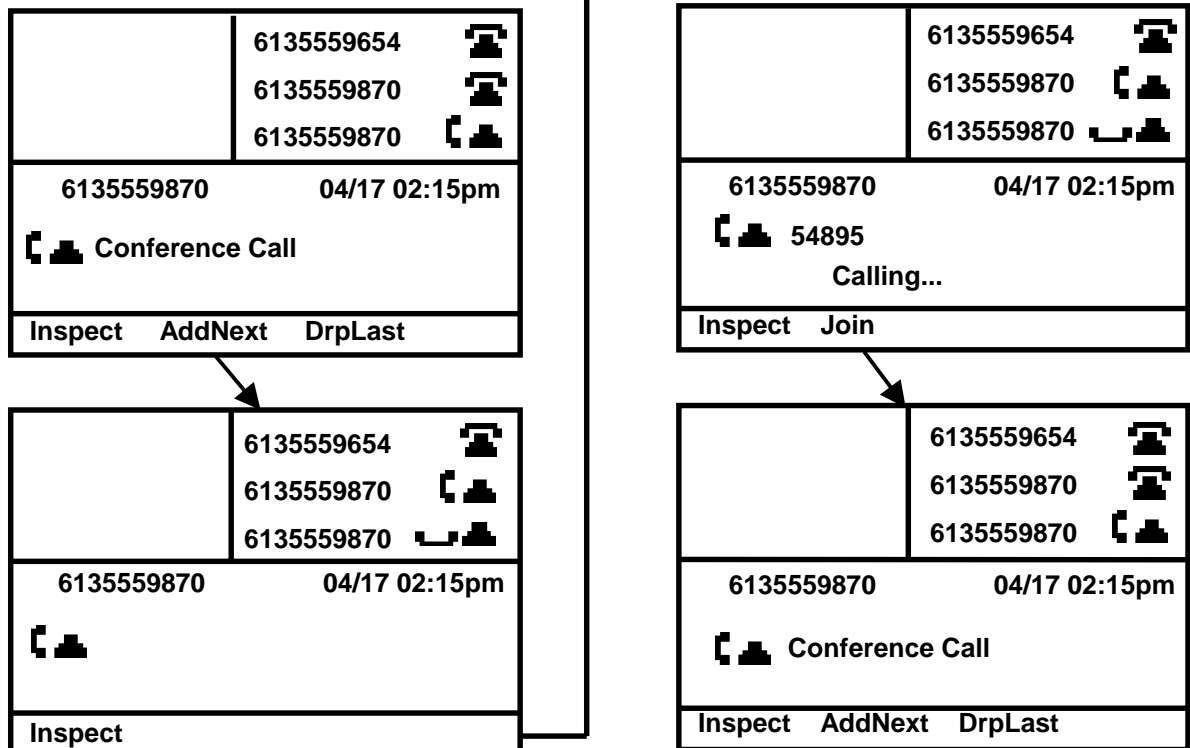 6135559654
6135559870
6135559870
6135559870 04/17 02:15pm
Conference Call
Inspect AddNext DrpLast
6135559654
6135559870
6135559870
6135559870 04/17 02:15pm
Inspect
6135559654
6135559870
6135559870
6135559870 04/17 02:15pm
54895
Calling...
Inspect Join
6135559654
6135559870
6135559870
6135559870 04/17 02:15pm
Conference Call
Inspect AddNext DrpLast